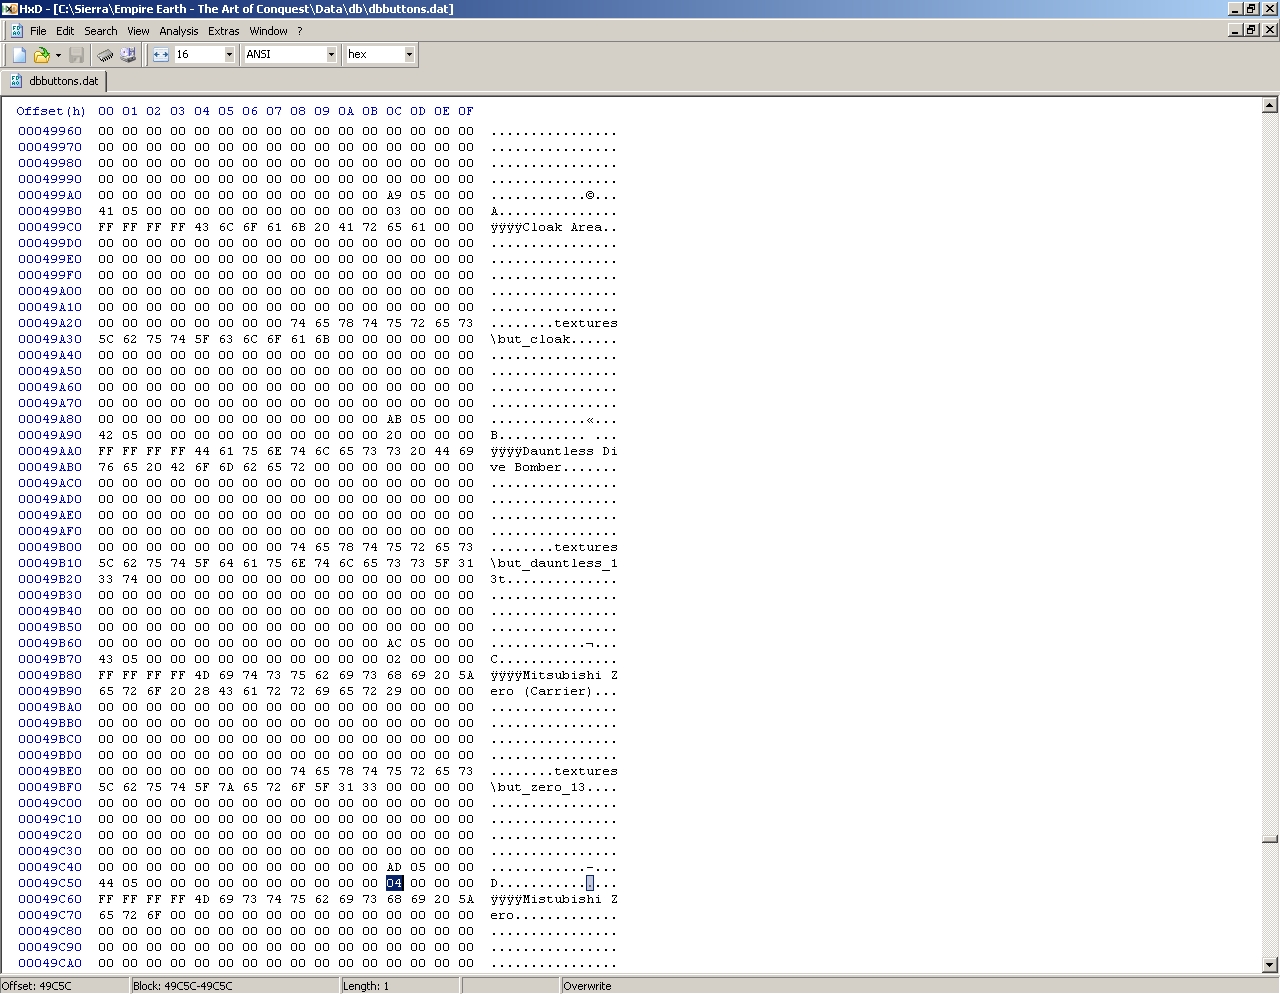 HxD - [C:\Sierra\Empire Earth - The Art of Conquest\Data\db\dbbuttons.dat]
File Edit Search View Analysis Extras Window ?
16 ANSI hex
dbbuttons.dat
Offset(h) 00 01 02 03 04 05 06 07 08 09 0A 0B 0C 0D 0E 0F
00049960 00 00 00 00 00 00 00 00 00 00 00 00 00 00 00 00 ................
00049970 00 00 00 00 00 00 00 00 00 00 00 00 00 00 00 00 ................
00049980 00 00 00 00 00 00 00 00 00 00 00 00 00 00 00 00 ................
00049990 00 00 00 00 00 00 00 00 00 00 00 00 00 00 00 00 ................
000499A0 00 00 00 00 00 00 00 00 00 00 00 00 A9 05 00 00 ............©...
000499B0 41 05 00 00 00 00 00 00 00 00 00 00 03 00 00 00 A...............
000499C0 FF FF FF FF 43 6C 6F 61 6B 20 41 72 65 61 00 00 ÿÿÿÿCloak Area..
000499D0 00 00 00 00 00 00 00 00 00 00 00 00 00 00 00 00 ................
000499E0 00 00 00 00 00 00 00 00 00 00 00 00 00 00 00 00 ................
000499F0 00 00 00 00 00 00 00 00 00 00 00 00 00 00 00 00 ................
00049A00 00 00 00 00 00 00 00 00 00 00 00 00 00 00 00 00 ................
00049A10 00 00 00 00 00 00 00 00 00 00 00 00 00 00 00 00 ................
00049A20 00 00 00 00 00 00 00 00 74 65 78 74 75 72 65 73 ........textures
00049A30 5C 62 75 74 5F 63 6C 6F 61 6B 00 00 00 00 00 00 \but_cloak......
00049A40 00 00 00 00 00 00 00 00 00 00 00 00 00 00 00 00 ................
00049A50 00 00 00 00 00 00 00 00 00 00 00 00 00 00 00 00 ................
00049A60 00 00 00 00 00 00 00 00 00 00 00 00 00 00 00 00 ................
00049A70 00 00 00 00 00 00 00 00 00 00 00 00 00 00 00 00 ................
00049A80 00 00 00 00 00 00 00 00 00 00 00 00 AB 05 00 00 ............«...
00049A90 42 05 00 00 00 00 00 00 00 00 00 00 20 00 00 00 B........... ...
00049AA0 FF FF FF FF 44 61 75 6E 74 6C 65 73 73 20 44 69 ÿÿÿÿDauntless Di
00049AB0 76 65 20 42 6F 6D 62 65 72 00 00 00 00 00 00 00 ve Bomber.......
00049AC0 00 00 00 00 00 00 00 00 00 00 00 00 00 00 00 00 ................
00049AD0 00 00 00 00 00 00 00 00 00 00 00 00 00 00 00 00 ................
00049AE0 00 00 00 00 00 00 00 00 00 00 00 00 00 00 00 00 ................
00049AF0 00 00 00 00 00 00 00 00 00 00 00 00 00 00 00 00 ................
00049B00 00 00 00 00 00 00 00 00 74 65 78 74 75 72 65 73 ........textures
00049B10 5C 62 75 74 5F 64 61 75 6E 74 6C 65 73 73 5F 31 \but_dauntless_1
00049B20 33 74 00 00 00 00 00 00 00 00 00 00 00 00 00 00 3t..............
00049B30 00 00 00 00 00 00 00 00 00 00 00 00 00 00 00 00 ................
00049B40 00 00 00 00 00 00 00 00 00 00 00 00 00 00 00 00 ................
00049B50 00 00 00 00 00 00 00 00 00 00 00 00 00 00 00 00 ................
00049B60 00 00 00 00 00 00 00 00 00 00 00 00 AC 05 00 00 ............¬...
00049B70 43 05 00 00 00 00 00 00 00 00 00 00 02 00 00 00 C...............
00049B80 FF FF FF FF 4D 69 74 73 75 62 69 73 68 69 20 5A ÿÿÿÿMitsubishi Z
00049B90 65 72 6F 20 28 43 61 72 72 69 65 72 29 00 00 00 ero (Carrier)...
00049BA0 00 00 00 00 00 00 00 00 00 00 00 00 00 00 00 00 ................
00049BB0 00 00 00 00 00 00 00 00 00 00 00 00 00 00 00 00 ................
00049BC0 00 00 00 00 00 00 00 00 00 00 00 00 00 00 00 00 ................
00049BD0 00 00 00 00 00 00 00 00 00 00 00 00 00 00 00 00 ................
00049BE0 00 00 00 00 00 00 00 00 74 65 78 74 75 72 65 73 ........textures
00049BF0 5C 62 75 74 5F 7A 65 72 6F 5F 31 33 00 00 00 00 \but_zero_13....
00049C00 00 00 00 00 00 00 00 00 00 00 00 00 00 00 00 00 ................
00049C10 00 00 00 00 00 00 00 00 00 00 00 00 00 00 00 00 ................
00049C20 00 00 00 00 00 00 00 00 00 00 00 00 00 00 00 00 ................
00049C30 00 00 00 00 00 00 00 00 00 00 00 00 00 00 00 00 ................
00049C40 00 00 00 00 00 00 00 00 00 00 00 00 AD 05 00 00 ............-...
00049C50 44 05 00 00 00 00 00 00 00 00 00 00 04 00 00 00 D...............
00049C60 FF FF FF FF 4D 69 73 74 75 62 69 73 68 69 20 5A ÿÿÿÿMistubishi Z
00049C70 65 72 6F 00 00 00 00 00 00 00 00 00 00 00 00 00 ero.............
00049C80 00 00 00 00 00 00 00 00 00 00 00 00 00 00 00 00 ................
00049C90 00 00 00 00 00 00 00 00 00 00 00 00 00 00 00 00 ................
00049CA0 00 00 00 00 00 00 00 00 00 00 00 00 00 00 00 00 ................
Offset: 49C5C Block: 49C5C-49C5C Length: 1 Overwrite